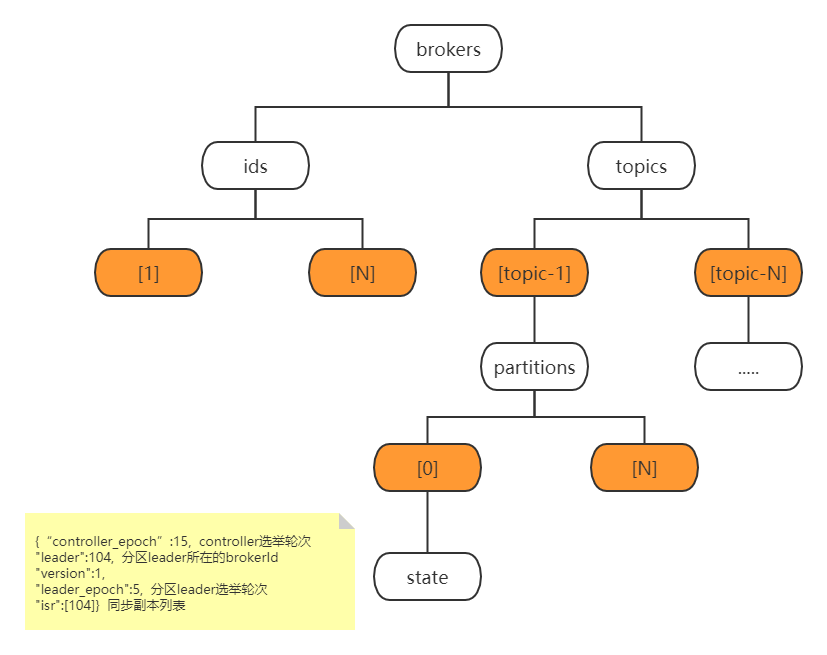 brokers
ids
topics
[1]
[N]
[topic-1]
[topic-N]
partitions
.....
[0]
[N]
{“controller_epoch”:15, controller选举轮次
"leader":104, 分区leader所在的brokerId
"version":1,
"leader_epoch":5, 分区leader选举轮次
"isr":[104]} 同步副本列表
state